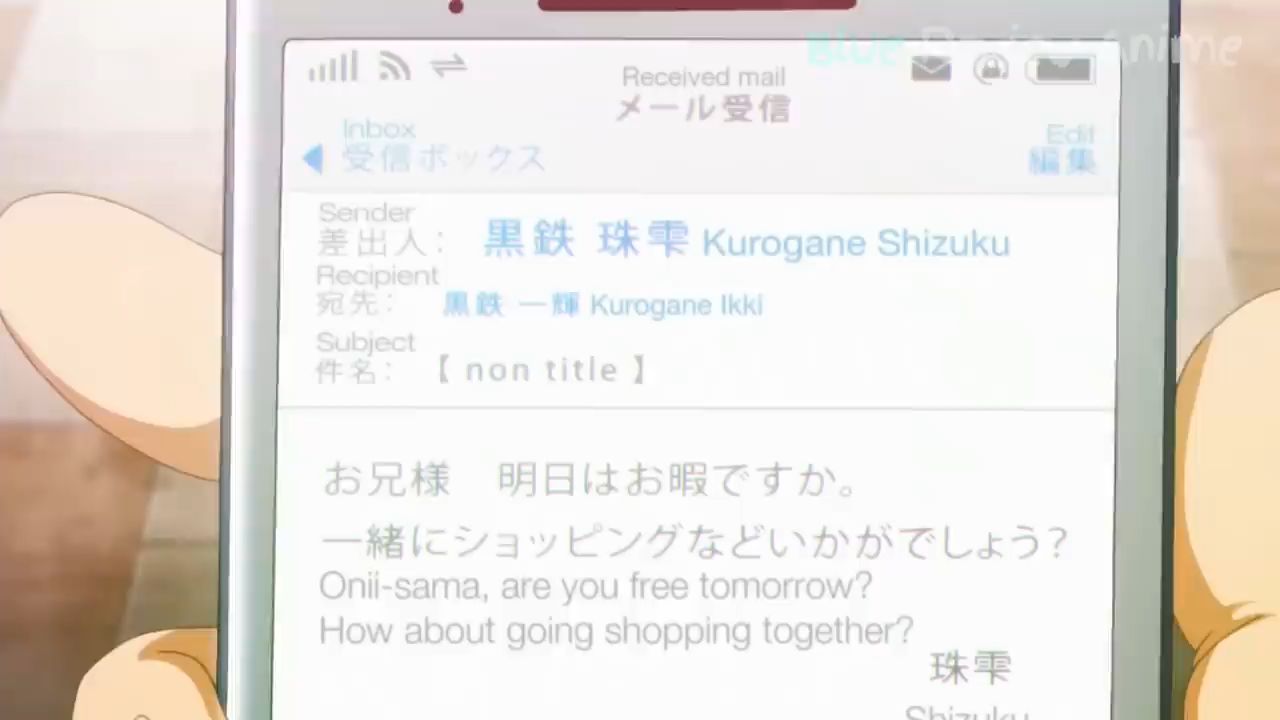 Blue Devine Anime
Received mail
メール受信
Inbox
受信ボックス
Edit
編集
Sender
差出人： 黒鉄 珠雫 Kurogane Shizuku
Recipient
宛先： 黒鉄 一輝 Kurogane Ikki
Subject
件名： 【 non title 】
お兄様　明日はお暇ですか。
一緒にショッピングなどいかがでしょう？
Onii-sama, are you free tomorrow?
How about going shopping together?
珠雫
Shizuku